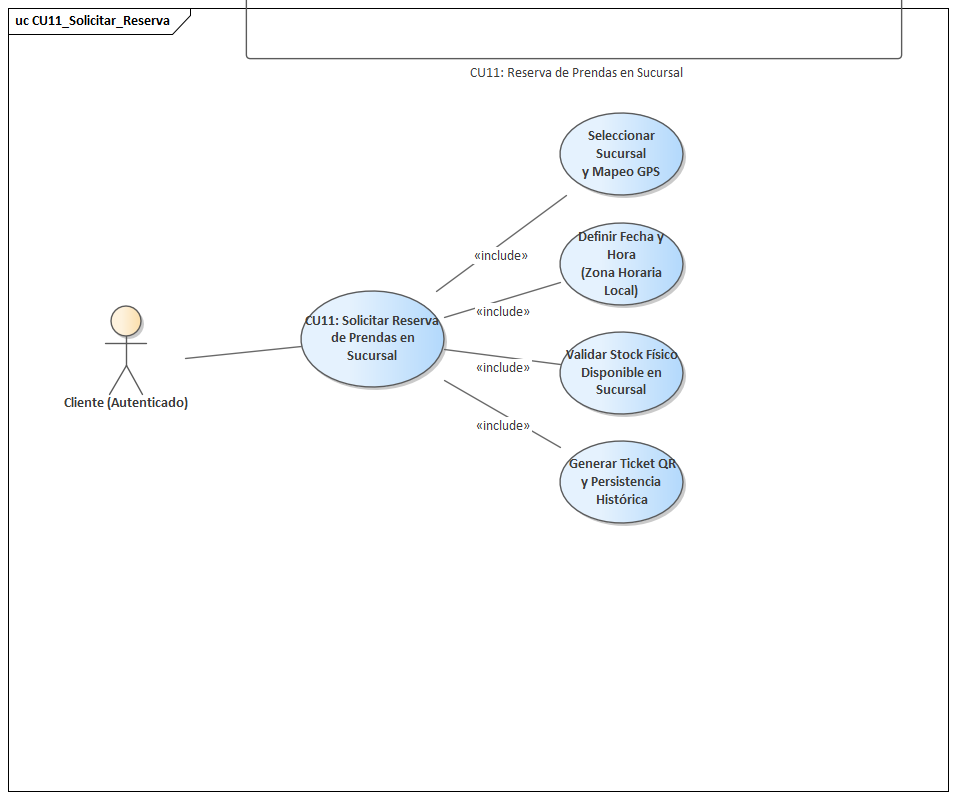 uc CU11_Solicitar_Reserva
CU11: Reserva de Prendas en Sucursal
Seleccionar
Sucursal
y Mapeo GPS
«include»
Definir Fecha y
Hora
(Zona Horaria
Local)
«include»
CU11: Solicitar Reserva
de Prendas en
Sucursal
Cliente (Autenticado)
«include»
Validar Stock Físico
Disponible en
Sucursal
«include»
Generar Ticket QR
y Persistencia
Histórica